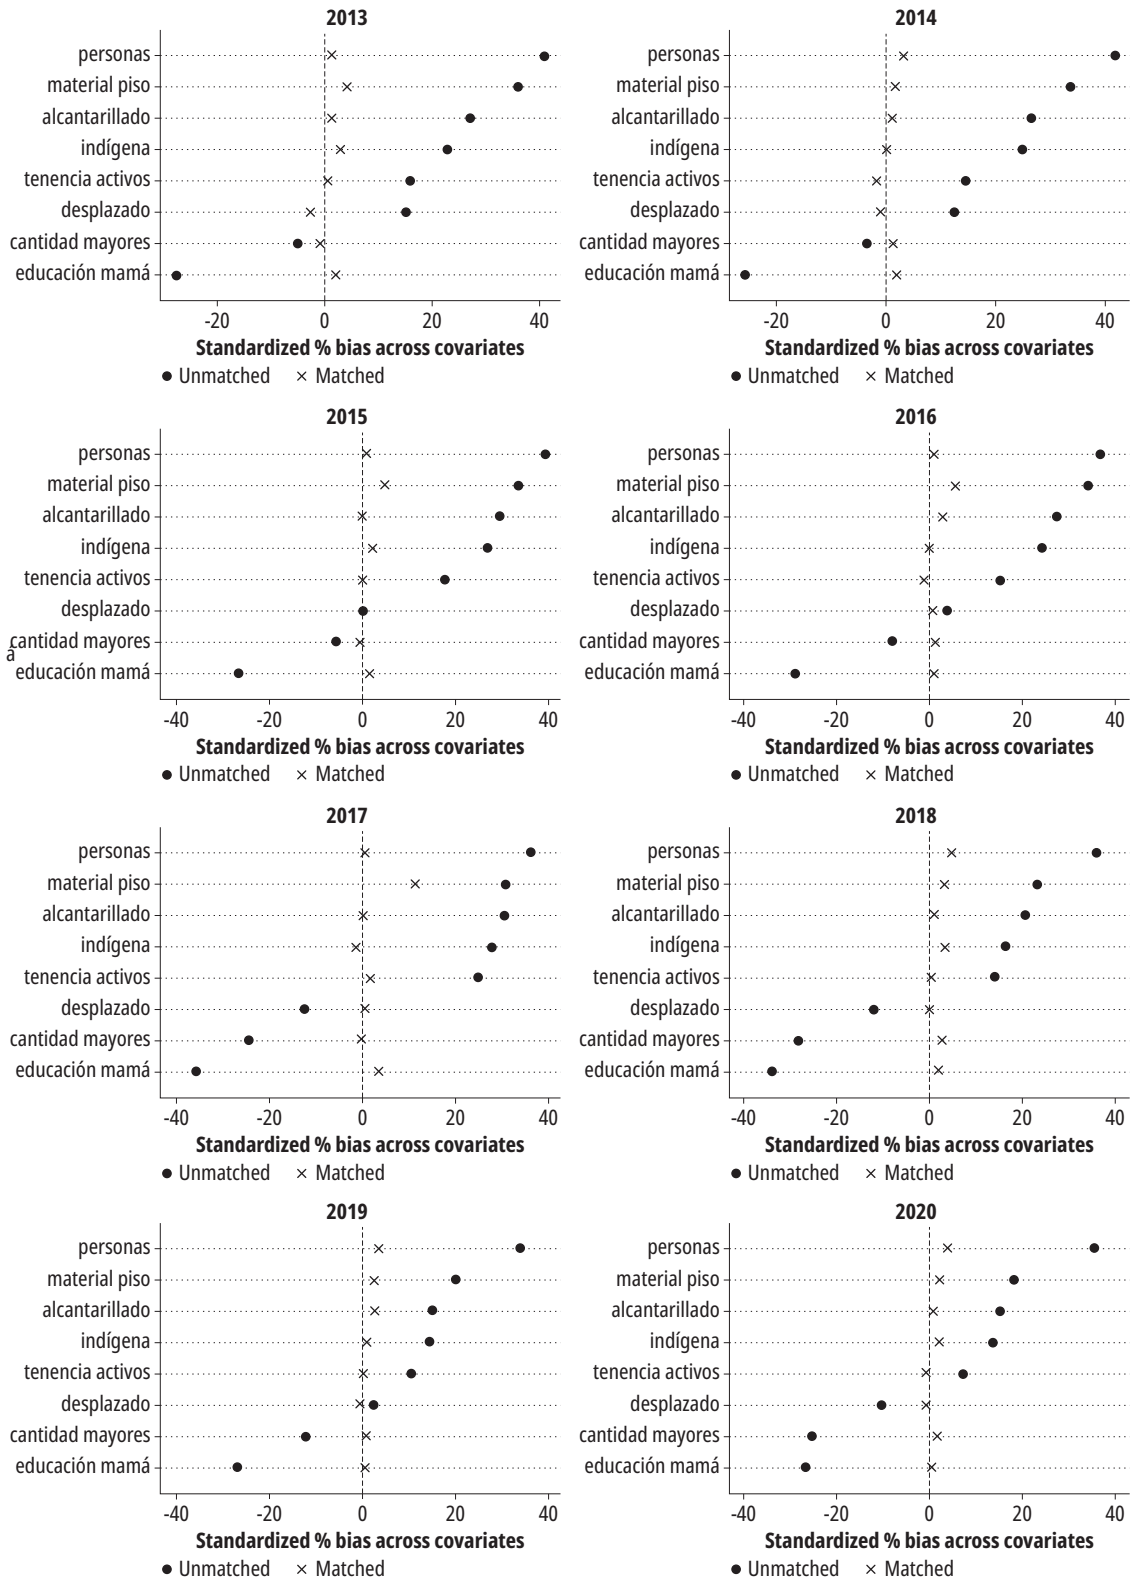 2013
personas
material piso
alcantarillado
indígena
tenencia activos
desplazado
cantidad mayores
educación mamá
-20 0 20 40
Standardized % bias across covariates
● Unmatched × Matched
2014
personas
material piso
alcantarillado
indígena
tenencia activos
desplazado
cantidad mayores
educación mamá
-20 0 20 40
Standardized % bias across covariates
● Unmatched × Matched
2015
personas
material piso
alcantarillado
indígena
tenencia activos
desplazado
cantidad mayores
á
educación mamá
-40 -20 0 20 40
Standardized % bias across covariates
● Unmatched × Matched
2016
personas
material piso
alcantarillado
indígena
tenencia activos
desplazado
cantidad mayores
educación mamá
-40 -20 0 20 40
Standardized % bias across covariates
● Unmatched × Matched
2017
personas
material piso
alcantarillado
indígena
tenencia activos
desplazado
cantidad mayores
educación mamá
-40 -20 0 20 40
Standardized % bias across covariates
● Unmatched × Matched
2018
personas
material piso
alcantarillado
indígena
tenencia activos
desplazado
cantidad mayores
educación mamá
-40 -20 0 20 40
Standardized % bias across covariates
● Unmatched × Matched
2019
personas
material piso
alcantarillado
indígena
tenencia activos
desplazado
cantidad mayores
educación mamá
-40 -20 0 20 40
Standardized % bias across covariates
● Unmatched × Matched
2020
personas
material piso
alcantarillado
indígena
tenencia activos
desplazado
cantidad mayores
educación mamá
-40 -20 0 20 40
Standardized % bias across covariates
● Unmatched × Matched